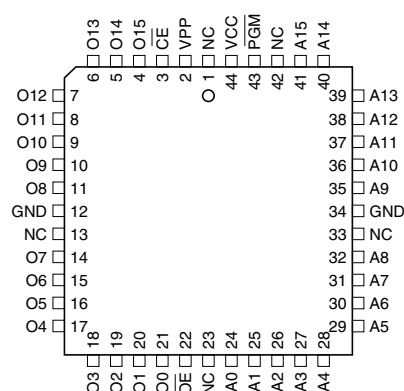 O13 O14 O15 CE VPP NC VCC PGM NC A15 A14
6 5 4 3 2 1 44 43 42 41 40
O12 7 39 A13
O11 8 38 A12
O10 9 37 A11
O9 10 36 A10
O8 11 35 A9
GND 12 34 GND
NC 13 33 NC
O7 14 32 A8
O6 15 31 A7
O5 16 30 A6
O4 17 29 A5
18 19 20 21 22 23 24 25 26 27 28
O3 O2 O1 O0 OE NC A0 A1 A2 A3 A4